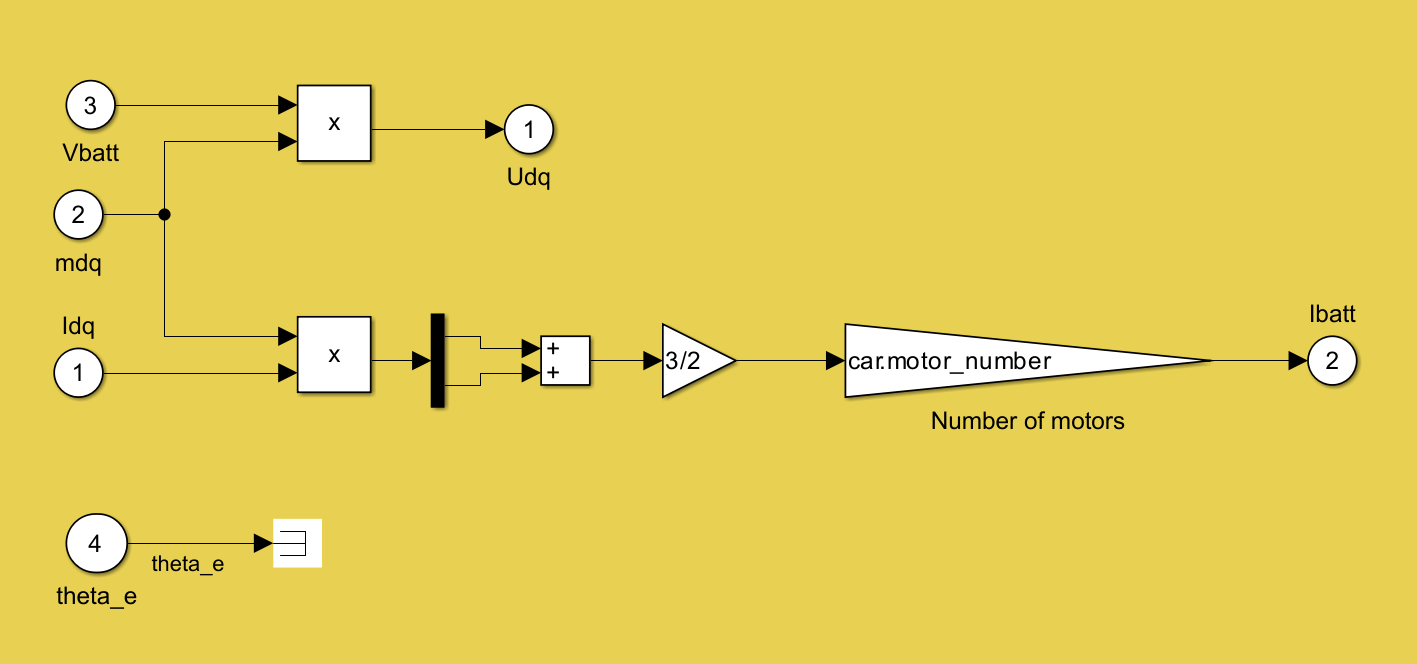 3
x
Vbatt
1
Udq
2
mdq
Idq
1
x
+
+
3/2
car.motor_number
Number of motors
Ibatt
2
4
theta_e
theta_e